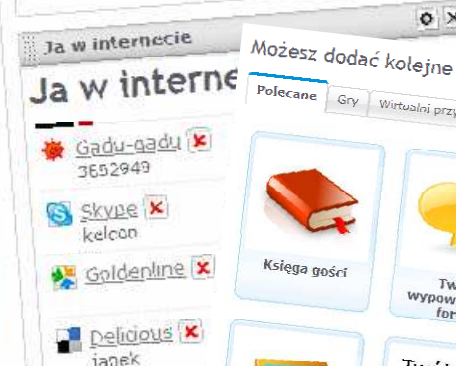 Ja w internecie
Ja w interne
Gadu-gadu
3652949
Skype
kelcon
Goldenline
Delicious
janek
Możesz dodać kolejne
Polecane
Gry
Wirtualni przy
Księga gości
Tw
wypow
for